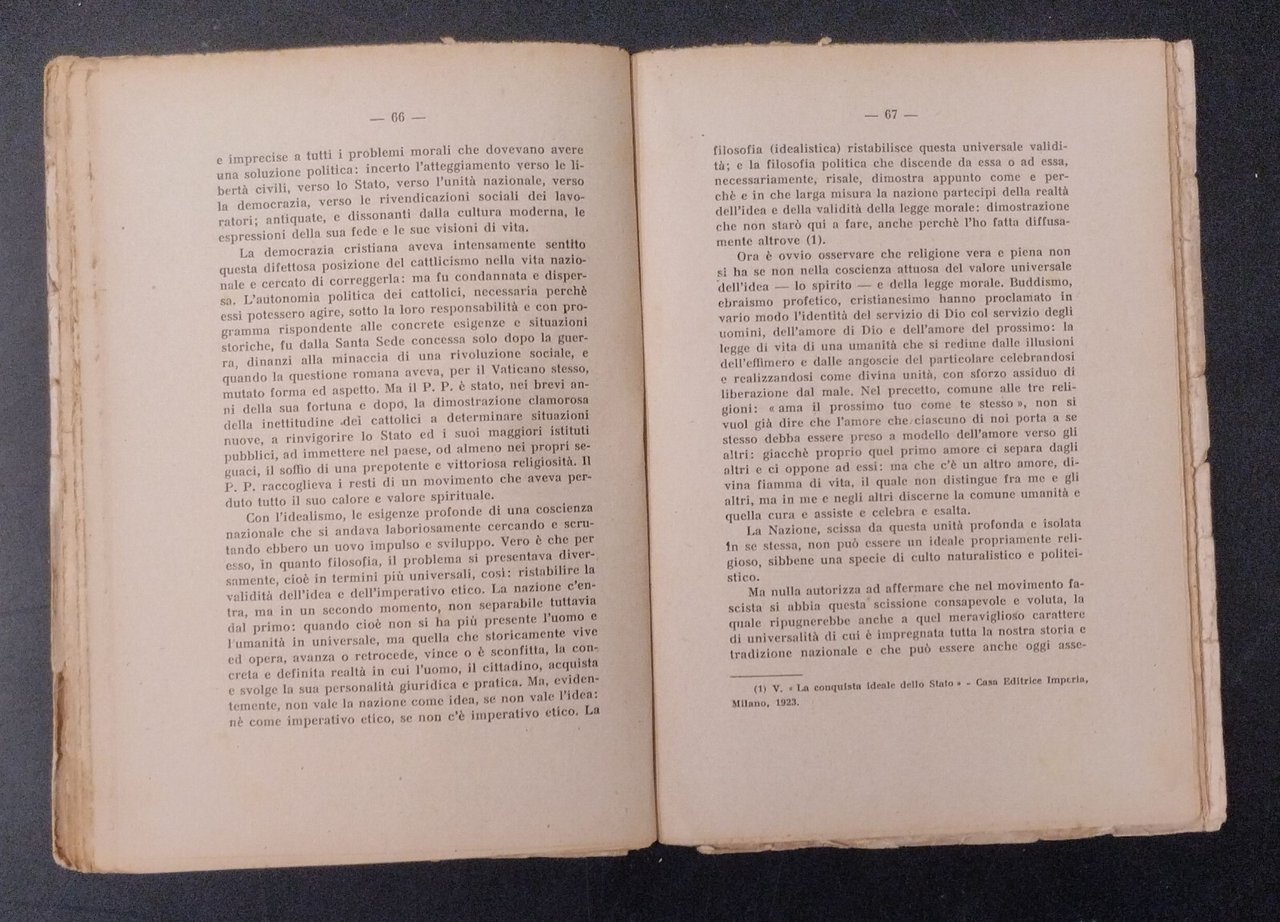 — 66 —
e imprecise a tutti i problemi morali che dovevano avere
una soluzione politica: incerto l'atteggiamento verso le li-
bertà civili, verso lo Stato, verso l'unità nazionale, verso
la democrazia, verso le rivendicazioni sociali dei lavo-
ratori; antiquate, e dissonanti dalla cultura moderna, le
espressioni della sua fede e le sue visioni di vita.
La democrazia cristiana aveva intensamente sentito
questa difettosa posizione del cattlicismo nella vita nazio-
nale e cercato di correggerla: ma fu condannata e disper-
sa. L'autonomia politica dei cattolici, necessaria perchè
essi potessero agire, sotto la loro responsabilità e con pro-
gramma rispondente alle concrete esigenze e situazioni
storiche, fu dalla Santa Sede concessa solo dopo la guer-
ra, dinanzi alla minaccia di una rivoluzione sociale, e
quando la questione romana aveva, per il Vaticano stesso,
mutato forma ed aspetto. Ma il P. P. è stato, nei brevi an-
ni della sua fortuna e dopo, la dimostrazione clamorosa
della inettitudine dei cattolici a determinare situazioni
nuove, a rinvigorire lo Stato ed i suoi maggiori istituti
pubblici, ad immettere nel paese, od almeno nei propri se-
guaci, il soffio di una prepotente e vittoriosa religiosità. Il
P. P. raccoglieva i resti di un movimento che aveva per-
duto tutto il suo calore e valore spirituale.
Con l'idealismo, le esigenze profonde di una coscienza
nazionale che si andava laboriosamente cercando e scru-
tando ebbero un uovo impulso e sviluppo. Vero è che per
esso, in quanto filosofia, il problema si presentava diver-
samente, cioè in termini più universali, così: ristabilire la
validità dell'idea e dell'imperativo etico. La nazione c'en-
tra, ma in un secondo momento, non separabile tuttavia
dal primo: quando cioè non si ha più presente l'uomo e
l'umanità in universale, ma quella che storicamente vive
ed opera, avanza o retrocede, vince o è sconfitta, la con-
creta e definita realtà in cui l'uomo, il cittadino, acquista
e svolge la sua personalità giuridica e pratica. Ma, eviden-
temente, non vale la nazione come idea, se non vale l'idea:
nè come imperativo etico, se non c'è imperativo etico. La
— 67 —
filosofia (idealistica) ristabilisce questa universale validi-
tà; e la filosofia politica che discende da essa o ad essa,
necessariamente, risale, dimostra appunto come e per-
chè e in che larga misura la nazione partecipi della realtà
dell'idea e della validità della legge morale: dimostrazione
che non starò qui a fare, anche perchè l'ho fatta diffusa-
mente altrove (1).
Ora è ovvio osservare che religione vera e piena non
si ha se non nella coscienza attuosa del valore universale
dell'idea — lo spirito — e della legge morale. Buddismo,
ebraismo profetico, cristianesimo hanno proclamato in
vario modo l'identità del servizio di Dio col servizio degli
uomini, dell'amore di Dio e dell'amore del prossimo: la
legge di vita di una umanità che si redime dalle illusioni
dell'effimero e dalle angoscie del particolare celebrandosi
e realizzandosi come divina unità, con sforzo assiduo di
liberazione dal male. Nel precetto, comune alle tre reli-
gioni: « ama il prossimo tuo come te stesso », non si
vuol già dire che l'amore che ciascuno di noi porta a se
stesso debba essere preso a modello dell'amore verso gli
altri: giacchè proprio quel primo amore ci separa dagli
altri e ci oppone ad essi: ma che c'è un altro amore, di-
vina fiamma di vita, il quale non distingue fra me e gli
altri, ma in me e negli altri discerne la comune umanità e
quella cura e assiste e celebra e esalta.
La Nazione, scissa da questa unità profonda e isolata
in se stessa, non può essere un ideale propriamente reli-
gioso, sibbene una specie di culto naturalistico e politei-
stico.
Ma nulla autorizza ad affermare che nel movimento fa-
scista si abbia questa scissione consapevole e voluta, la
quale ripugnerebbe anche a quel meraviglioso carattere
di universalità di cui è impregnata tutta la nostra storia e
tradizione nazionale e che può essere anche oggi asse-
(1) V. « La conquista ideale dello Stato » - Casa Editrice Imperia,
Milano, 1923.